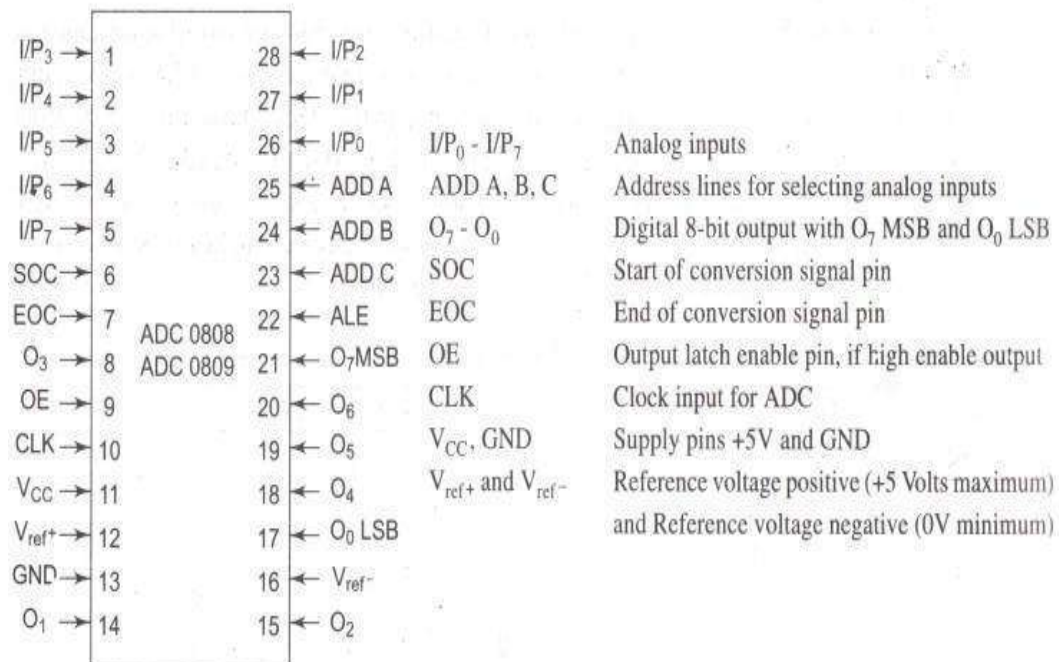 I/P3 1 28 I/P2
I/P4 2 27 I/P1
I/P5 3 26 I/P0 I/P0 - I/P7 Analog inputs
I/P6 4 25 ADD A ADD A, B, C Address lines for selecting analog inputs
I/P7 5 24 ADD B O7 - O0 Digital 8-bit output with O7 MSB and O0 LSB
SOC 6 23 ADD C SOC Start of conversion signal pin
EOC 7 22 ALE EOC End of conversion signal pin
ADC 0808
O3 8 21 O7MSB OE Output latch enable pin, if high enable output
ADC 0809
OE 9 20 O6 CLK Clock input for ADC
CLK 10 19 O5 VCC, GND Supply pins +5V and GND
VCC 11 18 O4 Vref+ and Vref- Reference voltage positive (+5 Volts maximum)
Vref+ 12 17 O0 LSB and Reference voltage negative (0V minimum)
GND 13 16 Vref-
O1 14 15 O2